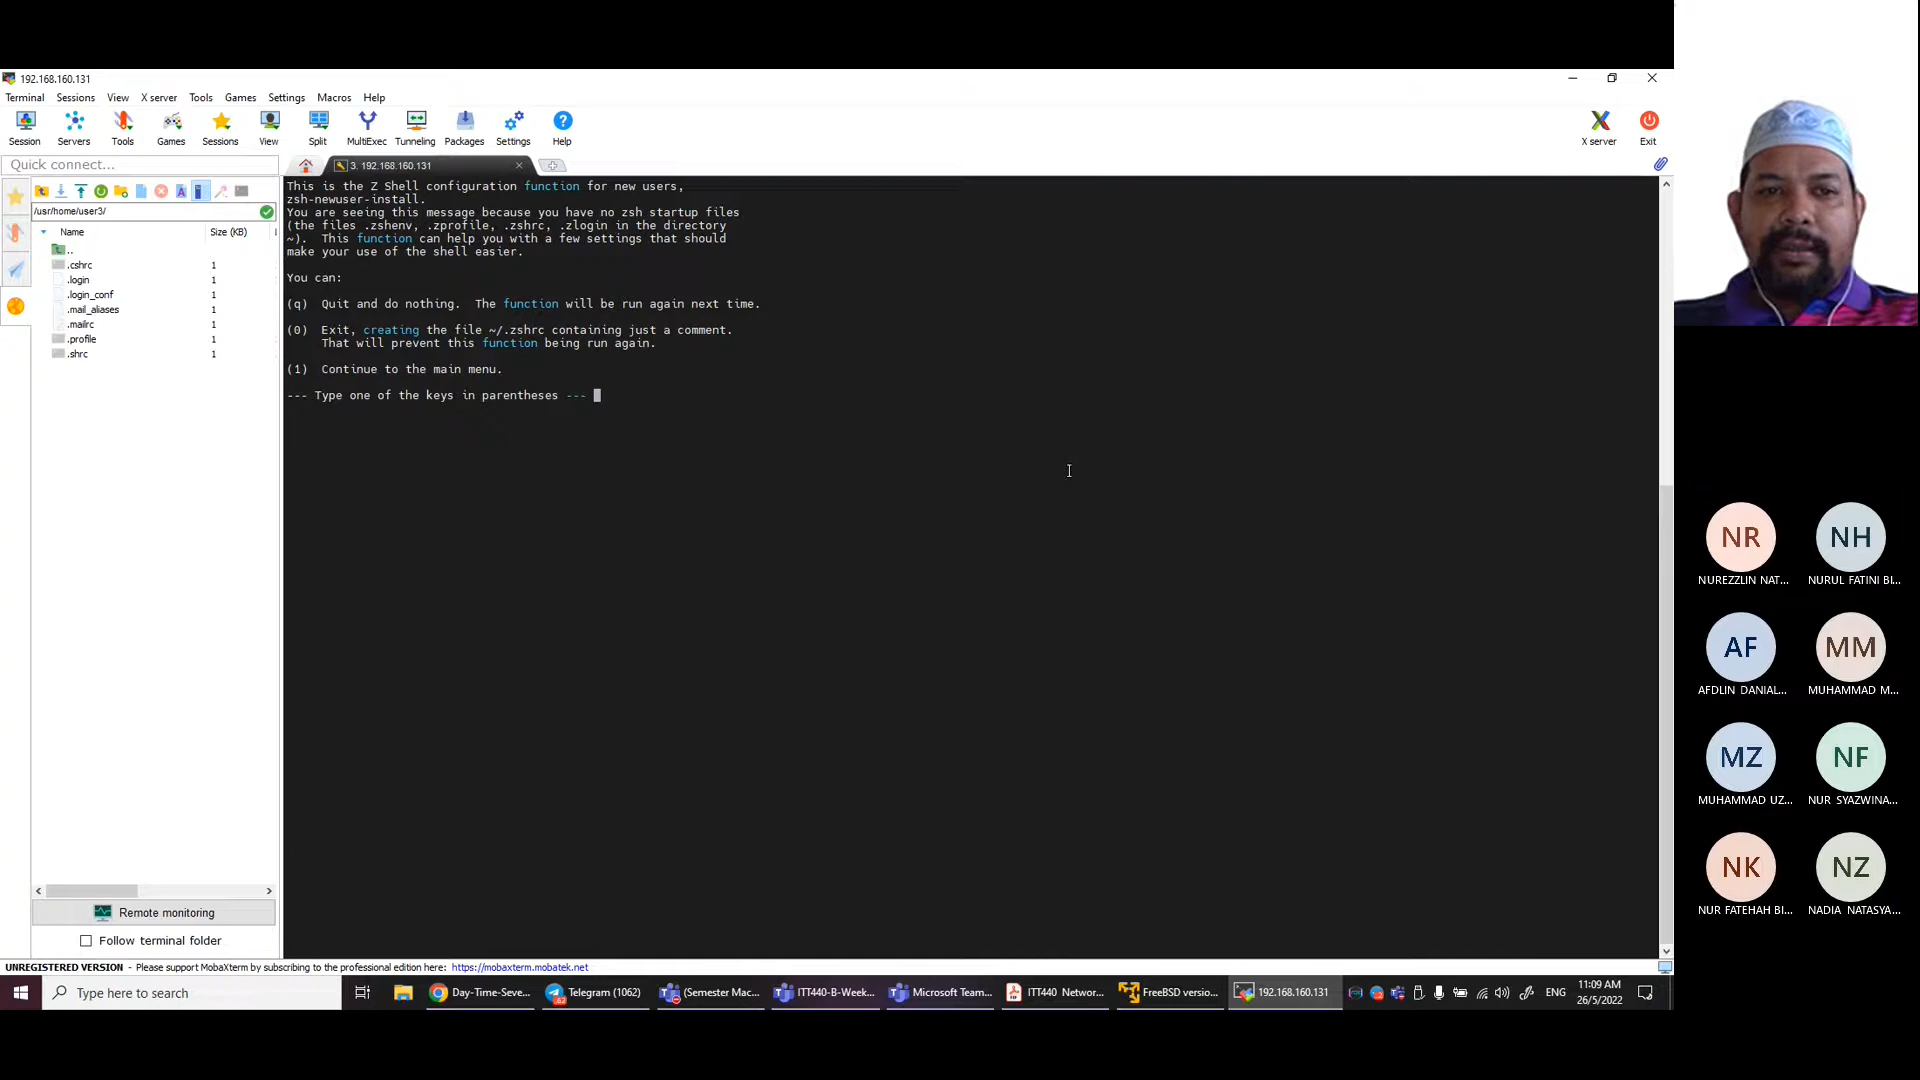 192.168.160.131
Terminal Sessions View X server Tools Games Settings Macros Help
Session Servers Tools Games Sessions View Split MultiExec Tunneling Packages Settings Help X server Exit
Quick connect...
3. 192.168.160.131
/usr/home/user3/
Name Size (KB)
..
.cshrc 1
.login 1
.login_conf 1
.mail_aliases 1
.mailrc 1
.profile 1
.shrc 1
This is the Z Shell configuration function for new users,
zsh-newuser-install.
You are seeing this message because you have no zsh startup files
(the files .zshenv, .zprofile, .zshrc, .zlogin in the directory
~).  This function can help you with a few settings that should
make your use of the shell easier.
You can:
(q)  Quit and do nothing.  The function will be run again next time.
(0)  Exit, creating the file ~/.zshrc containing just a comment.
That will prevent this function being run again.
(1)  Continue to the main menu.
--- Type one of the keys in parentheses ---
Remote monitoring
Follow terminal folder
UNREGISTERED VERSION - Please support MobaXterm by subscribing to the professional edition here: https://mobaxterm.mobatek.net
Type here to search
Day-Time-Seve...
Telegram (1062)
(Semester Mac...
ITT440-B-Week...
Microsoft Team...
ITT440 Networ...
FreeBSD versio...
192.168.160.131
ENG
11:09 AM
26/5/2022
NR NH
NUREZZLIN NAT... NURUL FATINI BI...
AF MM
AFDLIN DANIAL... MUHAMMAD M...
MZ NF
MUHAMMAD UZ... NUR SYAZWINA...
NK NZ
NUR FATEHAH BI... NADIA NATASYA...